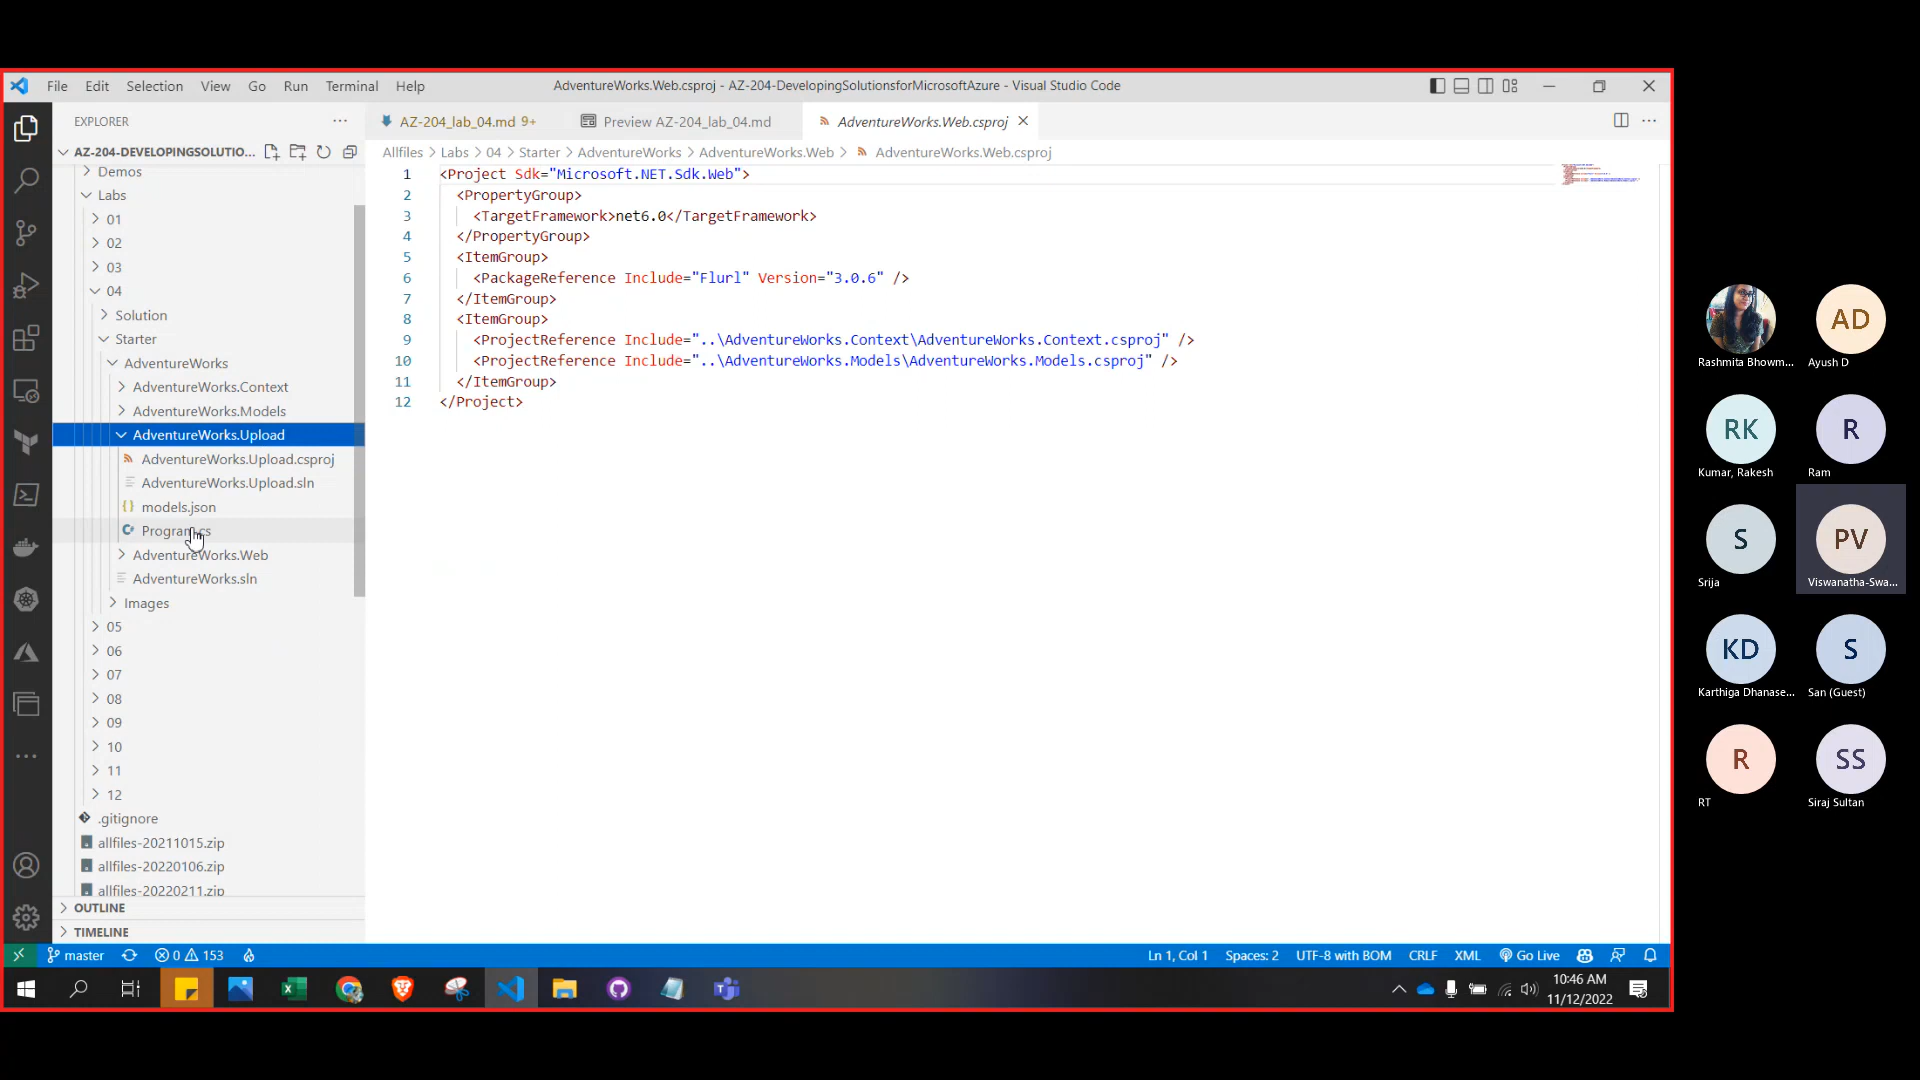 File Edit Selection View Go Run Terminal Help
AdventureWorks.Web.csproj - AZ-204-DevelopingSolutionsforMicrosoftAzure - Visual Studio Code
EXPLORER
AZ-204-DEVELOPINGSOLUTIO...
Demos
Labs
01
02
03
04
Solution
Starter
AdventureWorks
AdventureWorks.Context
AdventureWorks.Models
AdventureWorks.Upload
AdventureWorks.Upload.csproj
AdventureWorks.Upload.sln
models.json
Program.cs
AdventureWorks.Web
AdventureWorks.sln
Images
05
06
07
08
09
10
11
12
.gitignore
allfiles-20211015.zip
allfiles-20220106.zip
allfiles-20220211.zip
OUTLINE
TIMELINE
AZ-204_lab_04.md 9+
Preview AZ-204_lab_04.md
AdventureWorks.Web.csproj
Allfiles > Labs > 04 > Starter > AdventureWorks > AdventureWorks.Web > AdventureWorks.Web.csproj
1 <Project Sdk="Microsoft.NET.Sdk.Web">
2 <PropertyGroup>
3 <TargetFramework>net6.0</TargetFramework>
4 </PropertyGroup>
5 <ItemGroup>
6 <PackageReference Include="Flurl" Version="3.0.6" />
7 </ItemGroup>
8 <ItemGroup>
9 <ProjectReference Include="..\AdventureWorks.Context\AdventureWorks.Context.csproj" />
10 <ProjectReference Include="..\AdventureWorks.Models\AdventureWorks.Models.csproj" />
11 </ItemGroup>
12 </Project>
master 0 153
Ln 1, Col 1 Spaces: 2 UTF-8 with BOM CRLF XML Go Live
10:46 AM
11/12/2022
Rashmita Bhowm...
AD
Ayush D
RK
Kumar, Rakesh
R
Ram
S
Srija
PV
Viswanatha-Swa...
KD
Karthiga Dhanase...
S
San (Guest)
R
RT
SS
Siraj Sultan